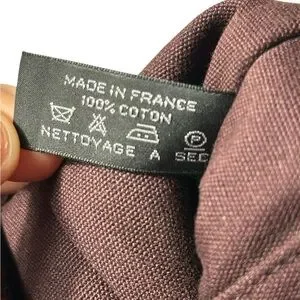 MADE IN FRANCE
100% COTON
P
NETTOYAGE A SEC